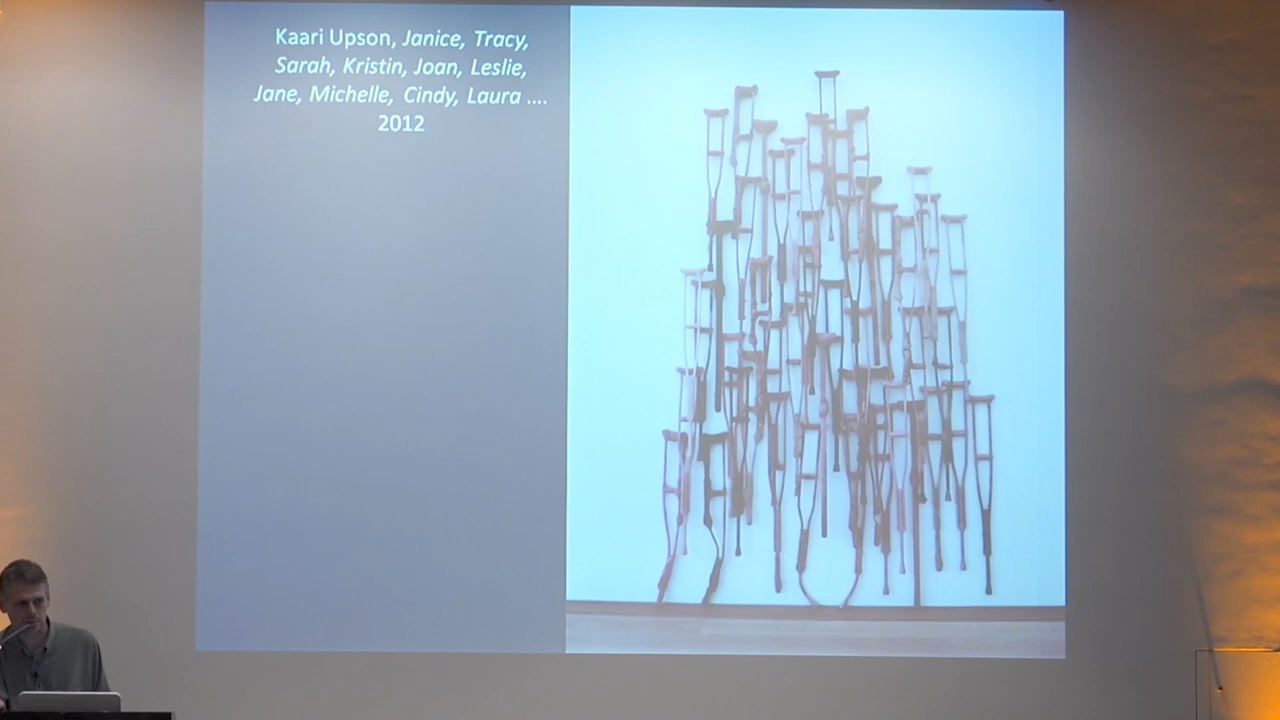 Kaari Upson, Janice, Tracy,
Sarah, Kristin, Joan, Leslie,
Jane, Michelle, Cindy, Laura ....
2012